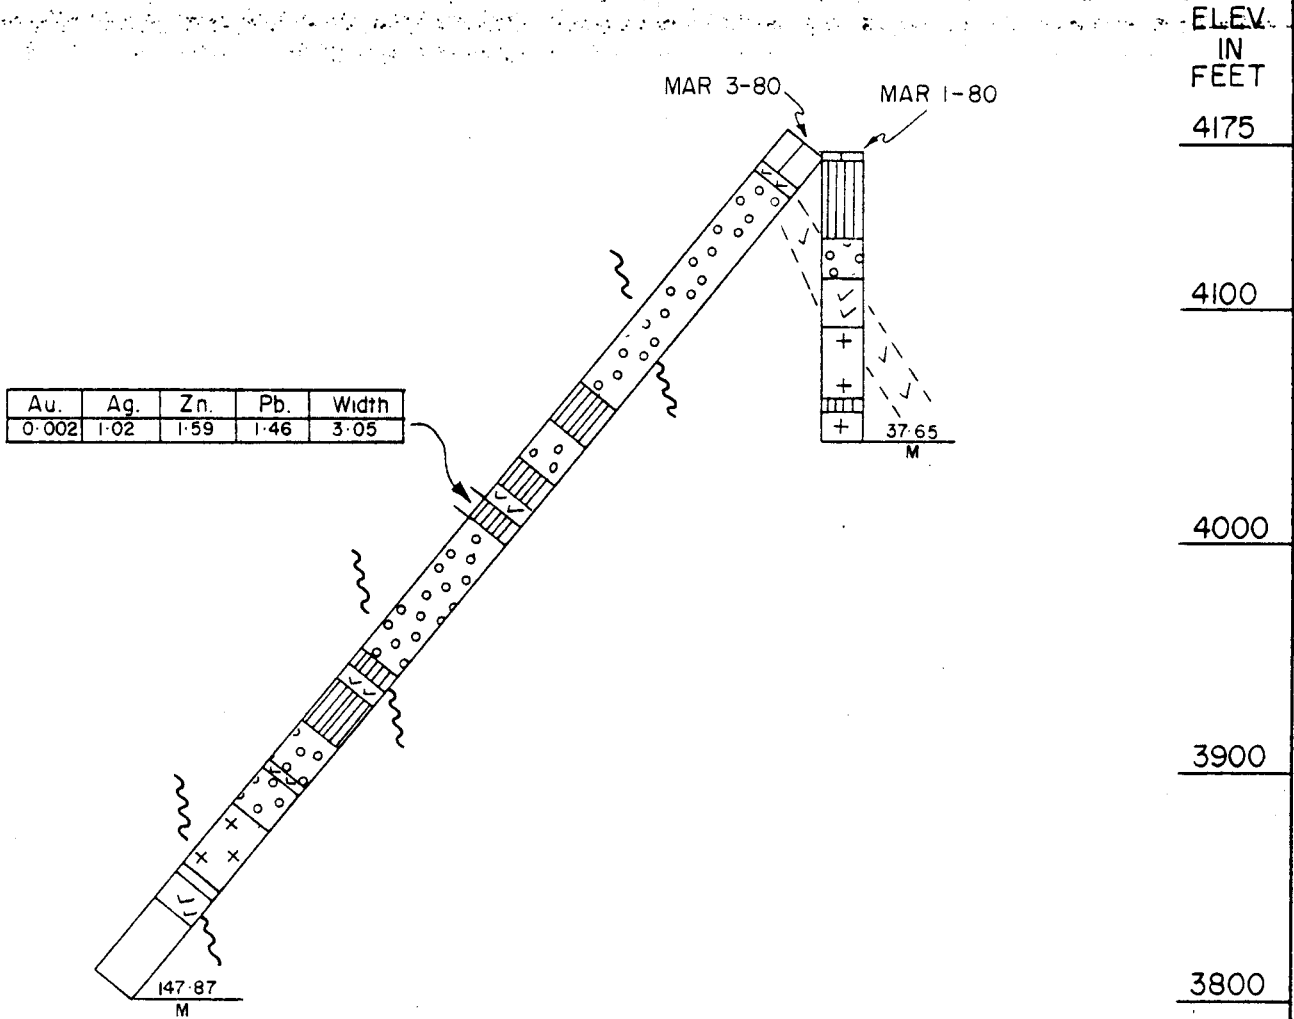 ELEV.
IN
FEET
MAR 3-80
MAR 1-80
4175
4100
Au. Ag. Zn. Pb. Width
0·002 1·02 1·59 1·46 3·05
37·65
M
4000
3900
147·87
M
3800